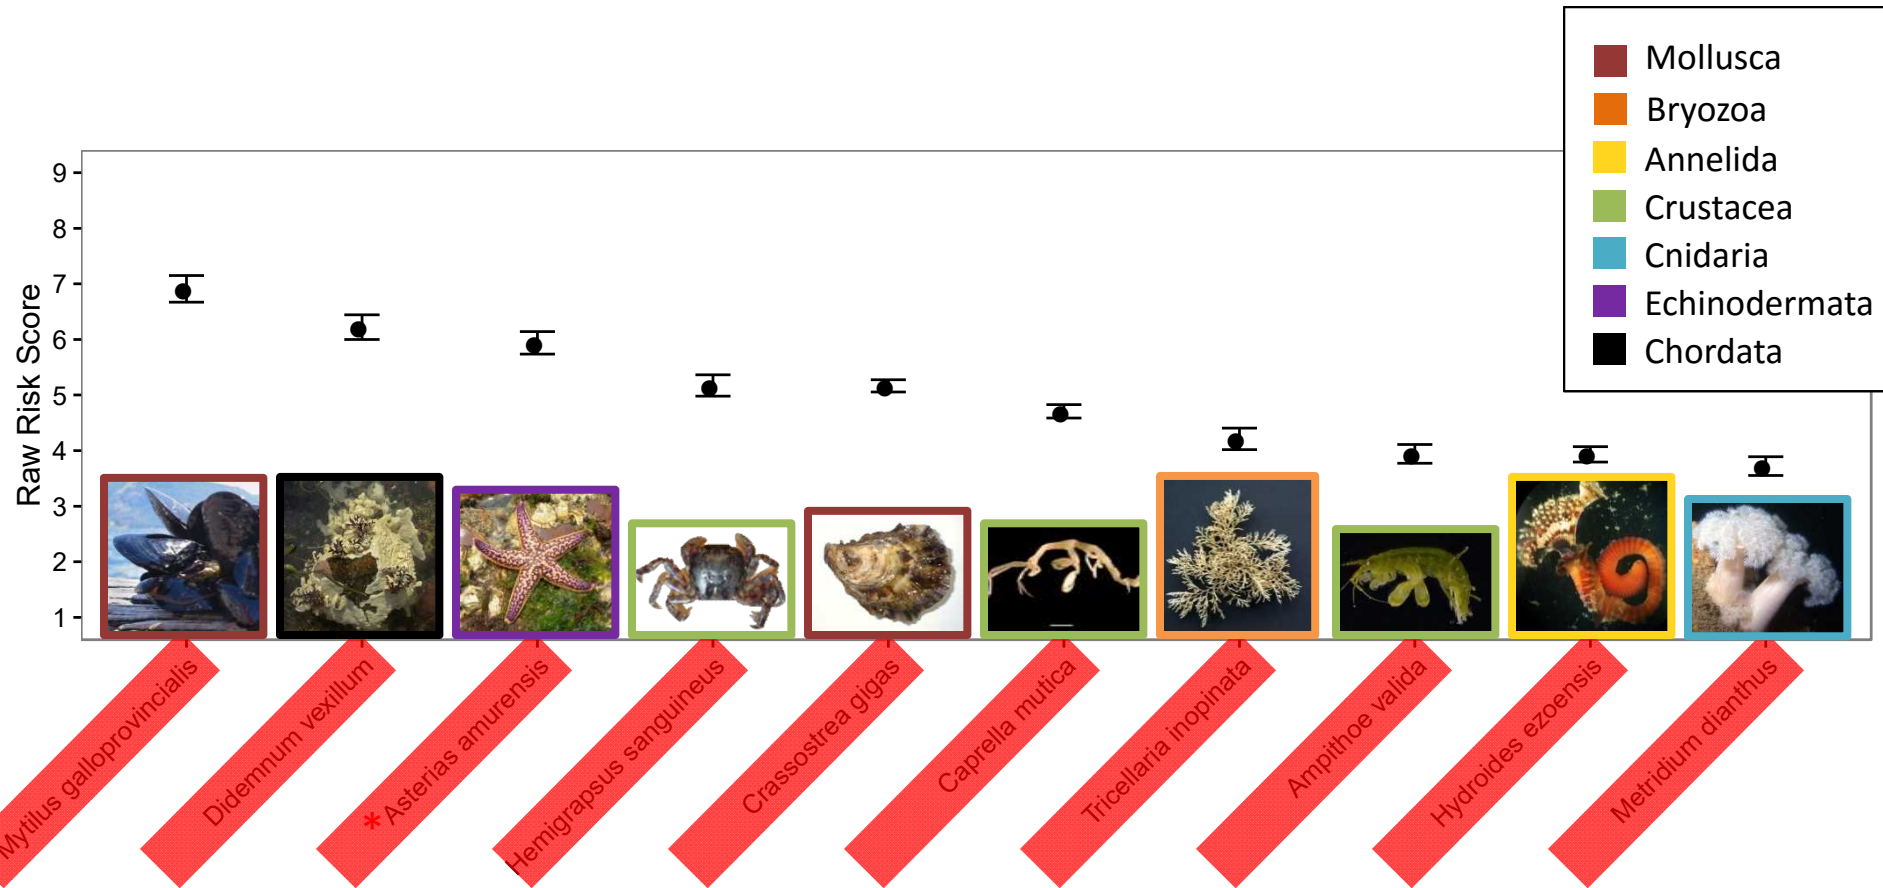 Mollusca
Bryozoa
Annelida
Crustacea
Cnidaria
Echinodermata
Chordata
Raw Risk Score
9
8
7
6
5
4
3
2
1
Mytilus galloprovincialis
Didemnum vexillum
* Asterias amurensis
Hemigrapsus sanguineus
Crassostrea gigas
Caprella mutica
Tricellaria inopinata
Ampithoe valida
Hydroides ezoensis
Metridium dianthus